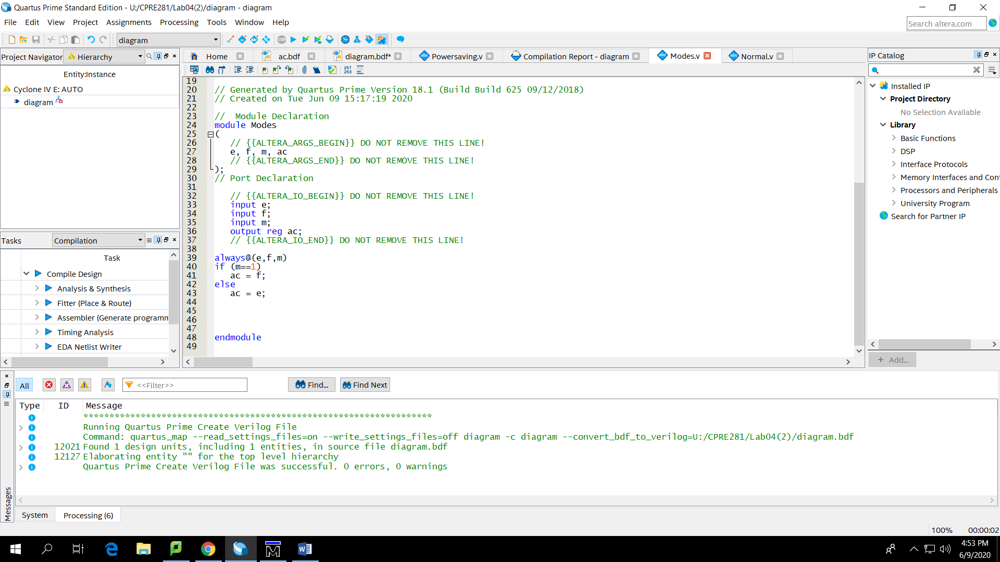 Quartus Prime Standard Edition - U:/CPRE281/Lab04(2)/diagram - diagram
File Edit View Project Assignments Processing Tools Window Help
Search altera.com
diagram
Project Navigator Hierarchy
Entity:Instance
Cyclone IV E: AUTO
diagram
Tasks Compilation
Task
Compile Design
Analysis & Synthesis
Fitter (Place & Route)
Assembler (Generate programm
Timing Analysis
EDA Netlist Writer
Home ac.bdf diagram.bdf* Powersaving.v Compilation Report - diagram Modes.v Normal.v
267
268
19
20 // Generated by Quartus Prime Version 18.1 (Build Build 625 09/12/2018)
21 // Created on Tue Jun 09 15:17:19 2020
22
23 // Module Declaration
24 module Modes
25 (
26 // {{ALTERA_ARGS_BEGIN}} DO NOT REMOVE THIS LINE!
27 e, f, m, ac
28 // {{ALTERA_ARGS_END}} DO NOT REMOVE THIS LINE!
29 );
30 // Port Declaration
31
32 // {{ALTERA_IO_BEGIN}} DO NOT REMOVE THIS LINE!
33 input e;
34 input f;
35 input m;
36 output reg ac;
37 // {{ALTERA_IO_END}} DO NOT REMOVE THIS LINE!
38
39 always@(e,f,m)
40 if (m==1)
41 ac = f;
42 else
43 ac = e;
44
45
46
47
48 endmodule
49
IP Catalog
Installed IP
Project Directory
No Selection Available
Library
Basic Functions
DSP
Interface Protocols
Memory Interfaces and Cont
Processors and Peripherals
University Program
Search for Partner IP
+ Add...
All <<Filter>> Find... Find Next
Type ID Message
*******************************************************************
Running Quartus Prime Create Verilog File
Command: quartus_map --read_settings_files=on --write_settings_files=off diagram -c diagram --convert_bdf_to_verilog=U:/CPRE281/Lab04(2)/diagram.bdf
12021 Found 1 design units, including 1 entities, in source file diagram.bdf
12127 Elaborating entity "" for the top level hierarchy
Quartus Prime Create Verilog File was successful. 0 errors, 0 warnings
Messages
System Processing (6)
100% 00:00:02
4:53 PM
6/9/2020